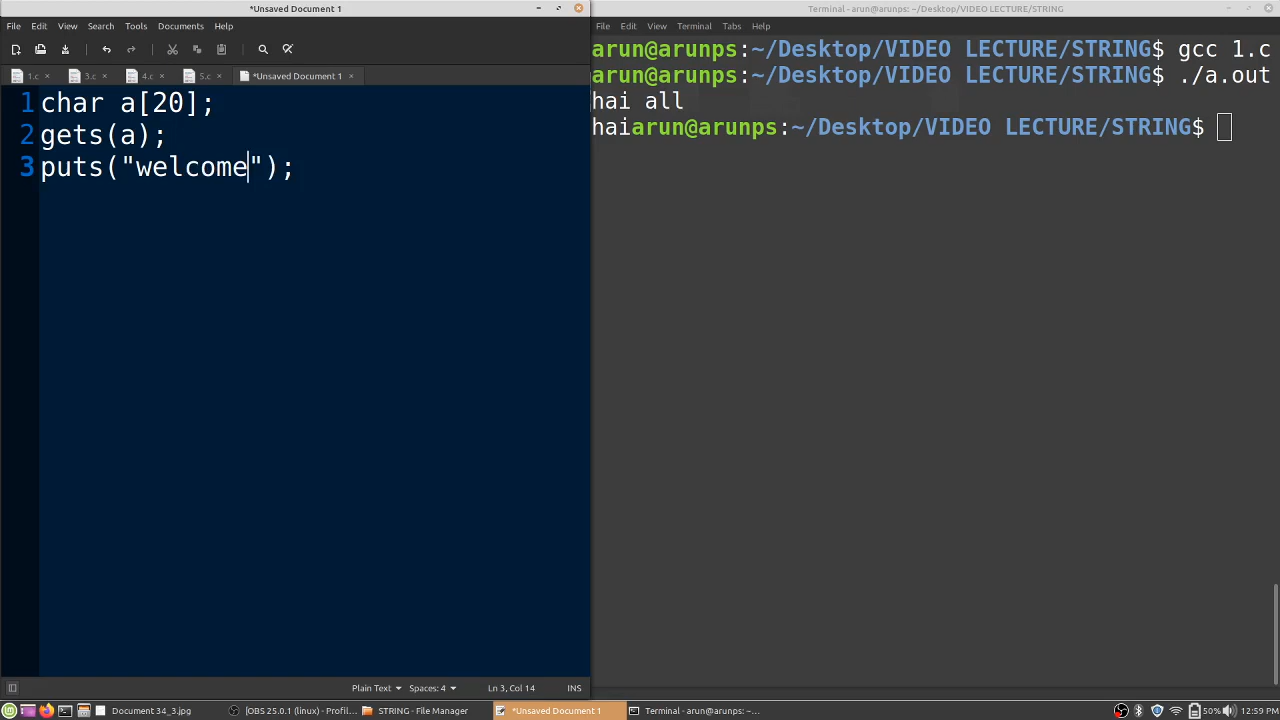 *Unsaved Document 1
File Edit View Search Tools Documents Help
1.c × 3.c × 4.c × 5.c × *Unsaved Document 1 ×
1 char a[20];
2 gets(a);
3 puts("welcome");
Plain Text Spaces: 4 Ln 3, Col 14 INS
Terminal - arun@arunps: ~/Desktop/VIDEO LECTURE/STRING
File Edit View Terminal Tabs Help
arun@arunps:~/Desktop/VIDEO LECTURE/STRING$ gcc 1.c
arun@arunps:~/Desktop/VIDEO LECTURE/STRING$ ./a.out
hai all
haiarun@arunps:~/Desktop/VIDEO LECTURE/STRING$
Document 34_3.jpg [OBS 25.0.1 (linux) - Profil... STRING - File Manager *Unsaved Document 1 Terminal - arun@arunps: ~... 50% 12:59 PM